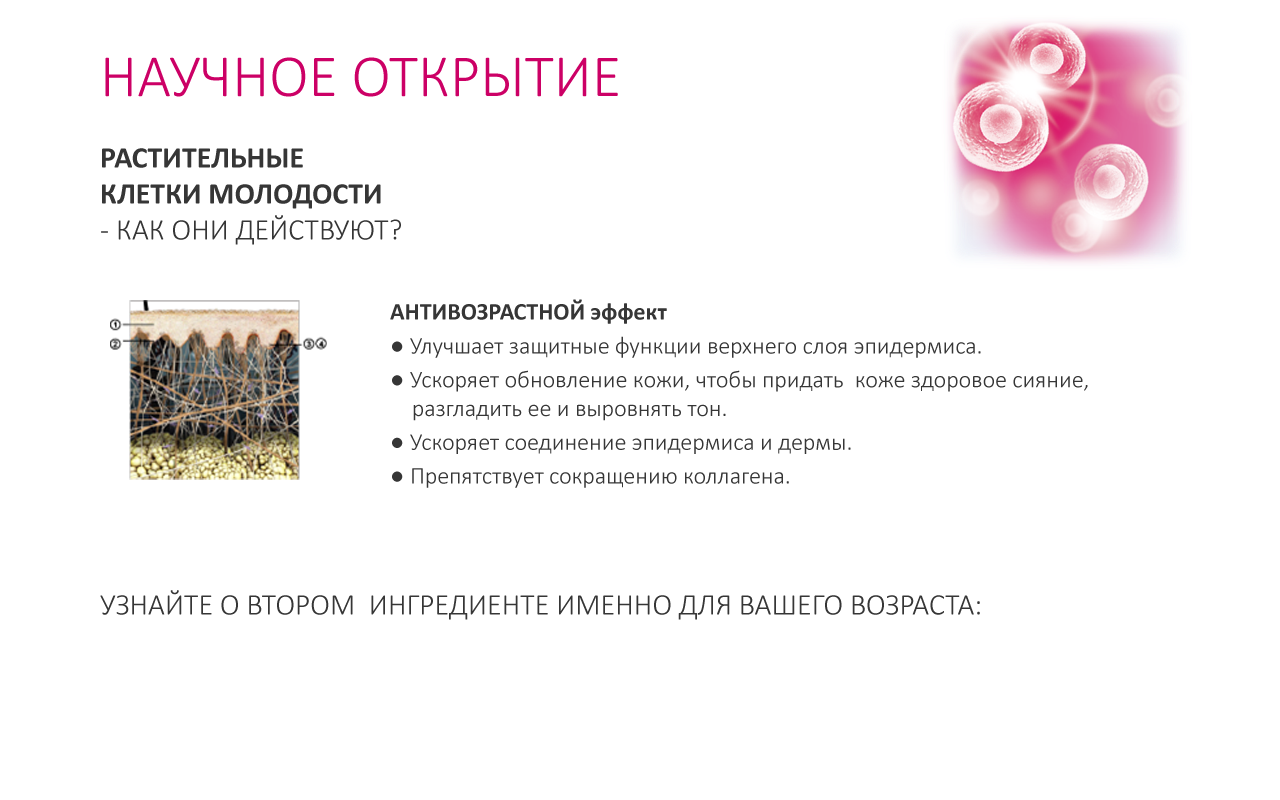 НАУЧНОЕ ОТКРЫТИЕ
РАСТИТЕЛЬНЫЕ
КЛЕТКИ МОЛОДОСТИ
- КАК ОНИ ДЕЙСТВУЮТ?
① ② ③④
АНТИВОЗРАСТНОЙ эффект
● Улучшает защитные функции верхнего слоя эпидермиса.
● Ускоряет обновление кожи, чтобы придать  коже здоровое сияние,
разгладить ее и выровнять тон.
● Ускоряет соединение эпидермиса и дермы.
● Препятствует сокращению коллагена.
УЗНАЙТЕ О ВТОРОМ  ИНГРЕДИЕНТЕ ИМЕННО ДЛЯ ВАШЕГО ВОЗРАСТА: